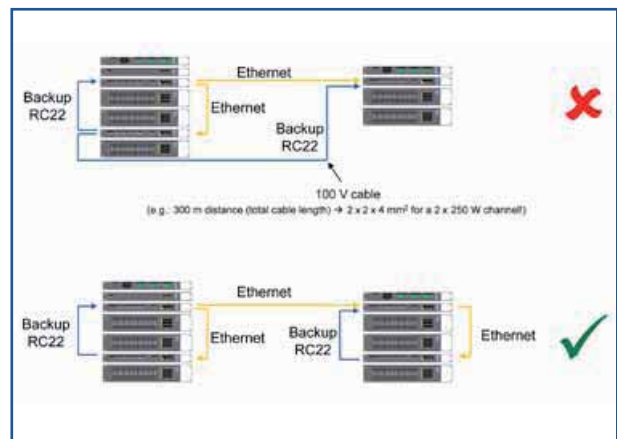 Ethernet
Backup
RC22
Ethernet
Backup
RC22
100 V cable
(e.g.: 300 m distance (total cable length) → 2 x 2 x 4 mm² for a 2 x 250 W channel!)
Ethernet
Backup
RC22
Ethernet
Backup
RC22
Ethernet